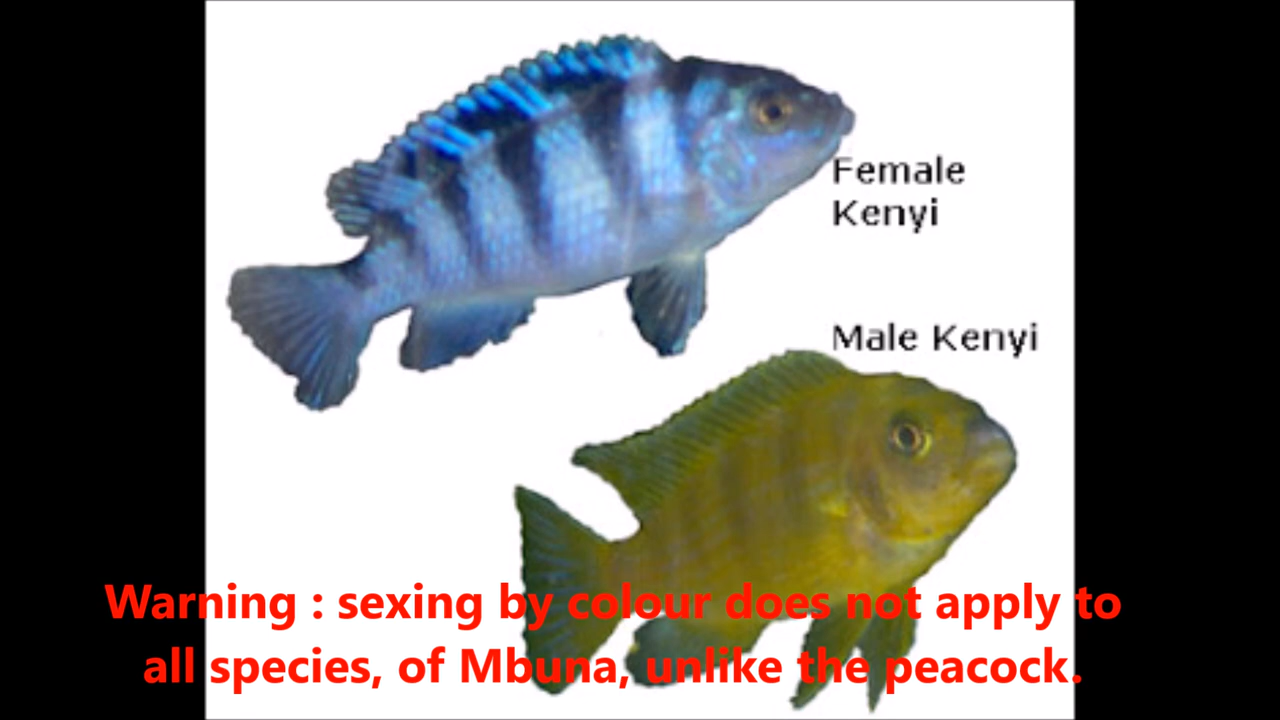 Female
Kenyi
Male Kenyi
Warning : sexing by colour does not apply to
all species, of Mbuna, unlike the peacock.